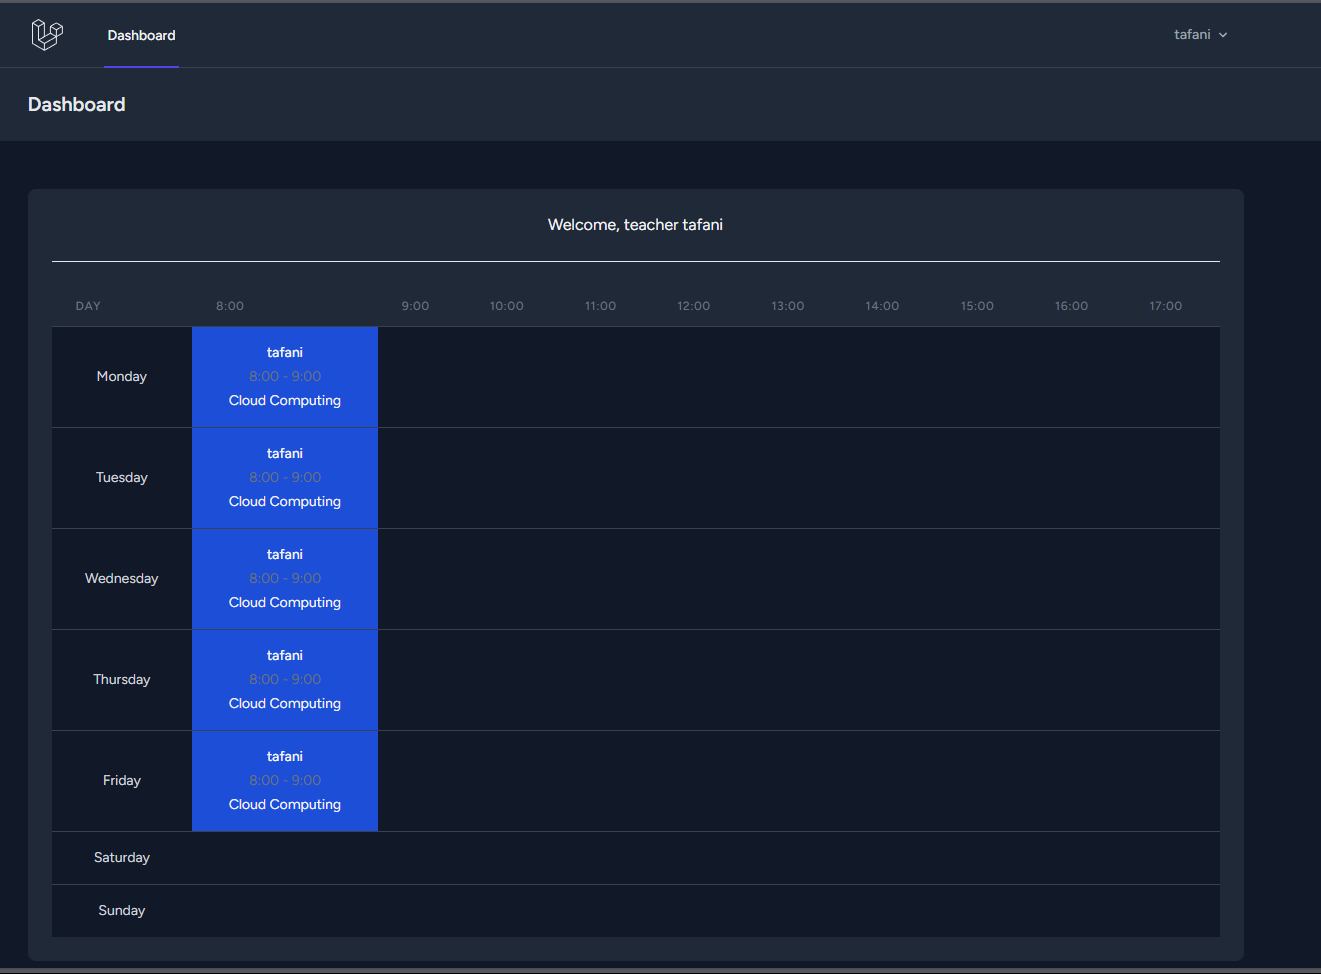 Dashboard
tafani
Dashboard
Welcome, teacher tafani
DAY 8:00 9:00 10:00 11:00 12:00 13:00 14:00 15:00 16:00 17:00
Monday
tafani
8:00 - 9:00
Cloud Computing
Tuesday
tafani
8:00 - 9:00
Cloud Computing
Wednesday
tafani
8:00 - 9:00
Cloud Computing
Thursday
tafani
8:00 - 9:00
Cloud Computing
Friday
tafani
8:00 - 9:00
Cloud Computing
Saturday
Sunday